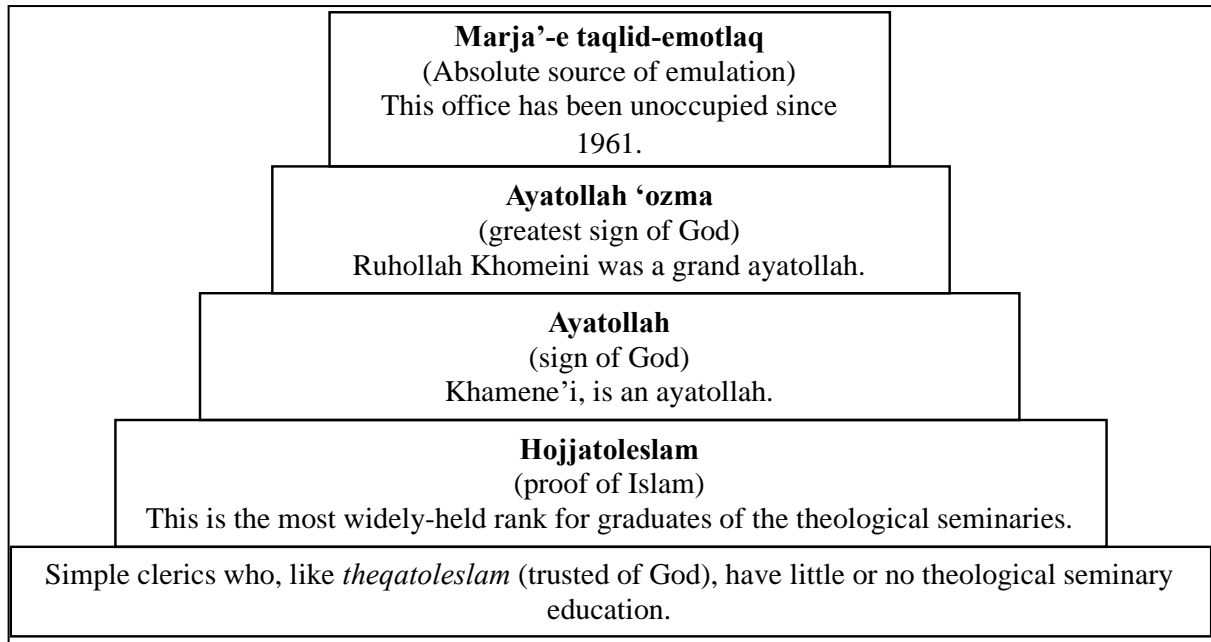 Marja’-e taqlid-emotlaq
(Absolute source of emulation)
This office has been unoccupied since
1961.
Ayatollah ‘ozma
(greatest sign of God)
Ruhollah Khomeini was a grand ayatollah.
Ayatollah
(sign of God)
Khamene’i, is an ayatollah.
Hojjatoleslam
(proof of Islam)
This is the most widely-held rank for graduates of the theological seminaries.
Simple clerics who, like theqatoleslam (trusted of God), have little or no theological seminary
education.